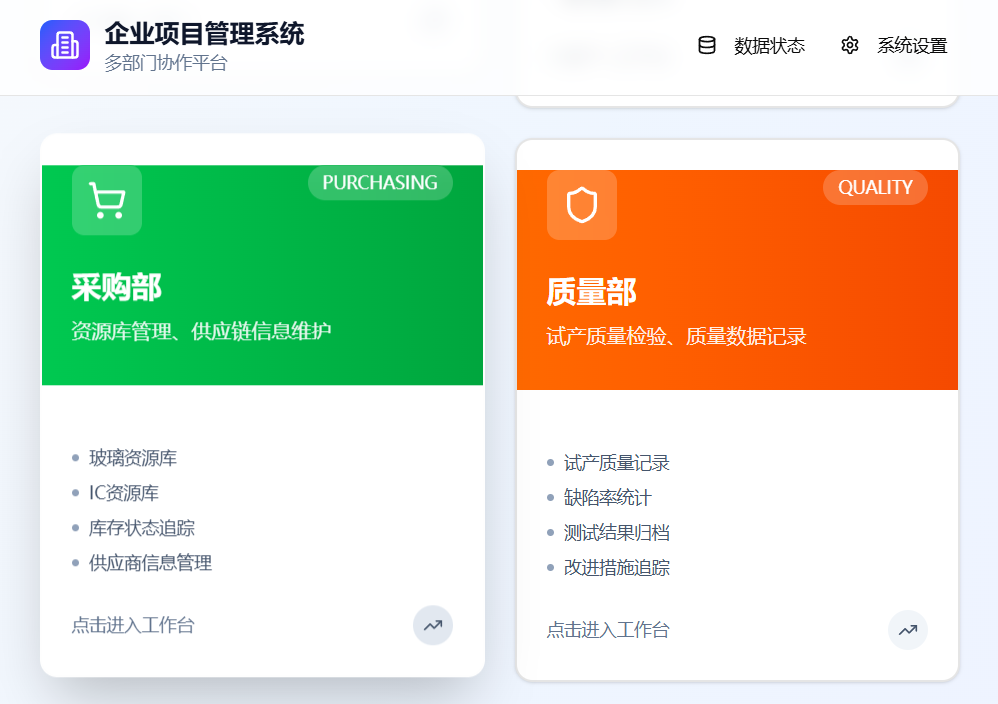 企业项目管理系统
多部门协作平台
数据状态
系统设置
PURCHASING
采购部
资源库管理、供应链信息维护
玻璃资源库
IC资源库
库存状态追踪
供应商信息管理
点击进入工作台
QUALITY
质量部
试产质量检验、质量数据记录
试产质量记录
缺陷率统计
测试结果归档
改进措施追踪
点击进入工作台